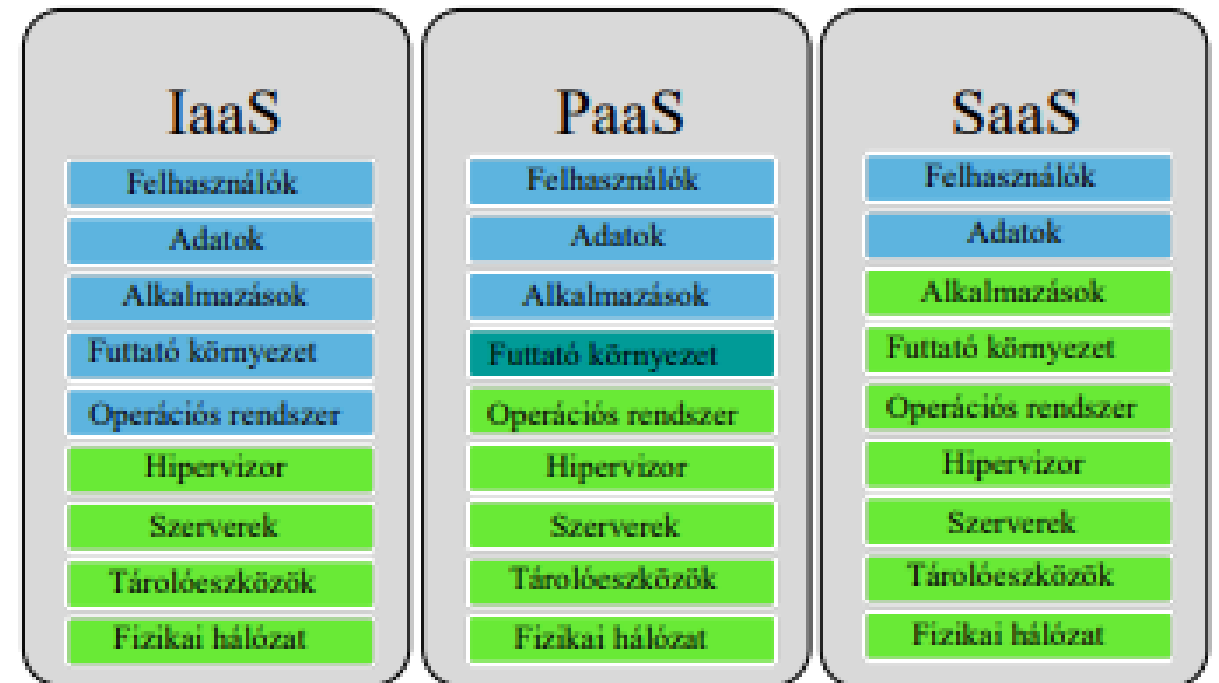 IaaS
Felhasználók
Adatok
Alkalmazások
Futtató környezet
Operációs rendszer
Hipervizor
Szerverek
Tárolóeszközök
Fizikai hálózat
PaaS
Felhasználók
Adatok
Alkalmazások
Futtató környezet
Operációs rendszer
Hipervizor
Szerverek
Tárolóeszközök
Fizikai hálózat
SaaS
Felhasználók
Adatok
Alkalmazások
Futtató környezet
Operációs rendszer
Hipervizor
Szerverek
Tárolóeszközök
Fizikai hálózat